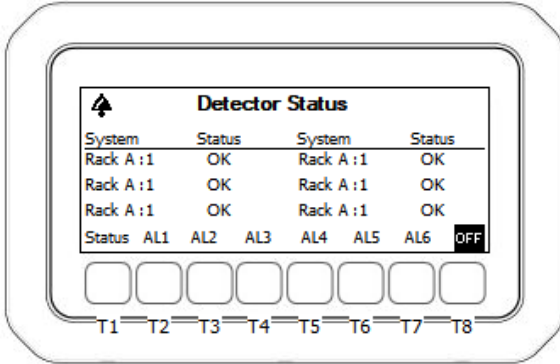 Detector Status
System Status System Status
Rack A :1 OK Rack A :1 OK
Rack A :1 OK Rack A :1 OK
Rack A :1 OK Rack A :1 OK
Status AL1 AL2 AL3 AL4 AL5 AL6 OFF
T1 T2 T3 T4 T5 T6 T7 T8